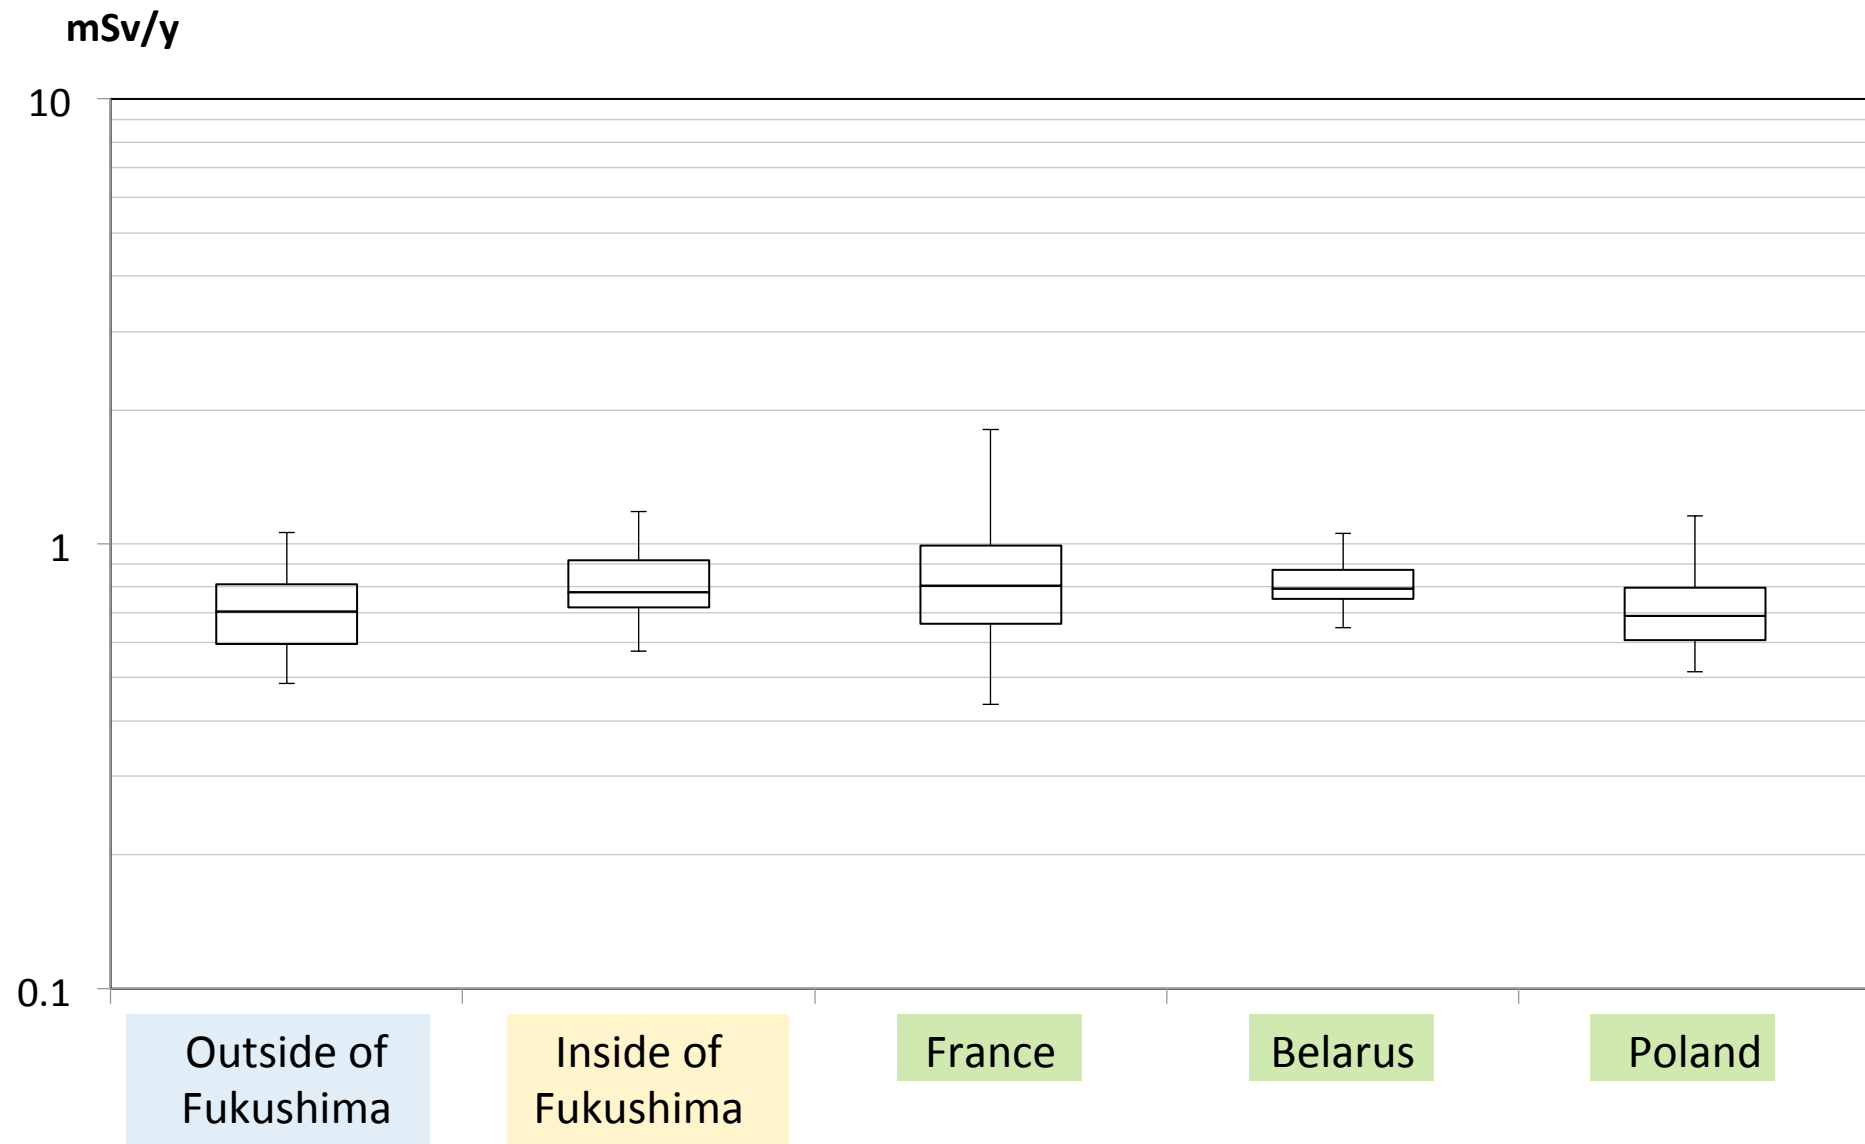 mSv/y
10
1
0.1
Outside of
Fukushima
Inside of
Fukushima
France
Belarus
Poland